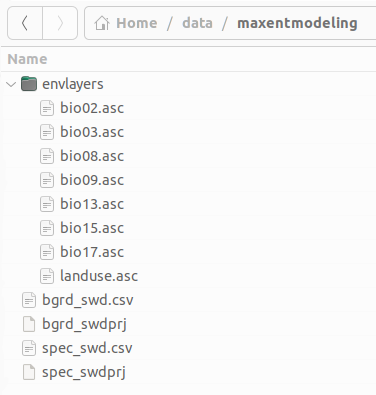 Home / data / maxentmodeling
Name
envlayers
bio02.asc
bio03.asc
bio08.asc
bio09.asc
bio13.asc
bio15.asc
bio17.asc
landuse.asc
bgrd_swd.csv
bgrd_swdprj
spec_swd.csv
spec_swdprj